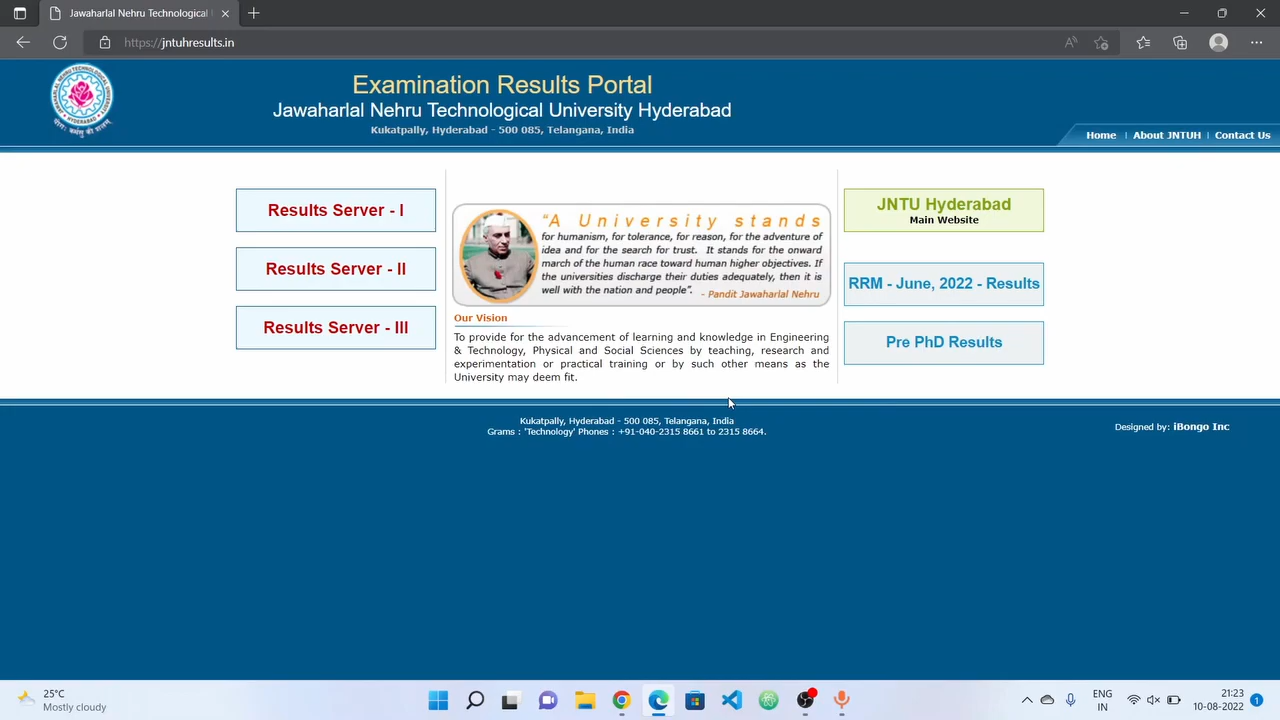 Jawaharlal Nehru Technological
https://jntuhresults.in
Examination Results Portal
Jawaharlal Nehru Technological University Hyderabad
Kukatpally, Hyderabad - 500 085, Telangana, India
Home | About JNTUH | Contact Us
Results Server - I
Results Server - II
Results Server - III
"A University stands
for humanism, for tolerance, for reason, for the adventure of
idea and for the search for trust. It stands for the onward
march of the human race toward human higher objectives. If
the universities discharge their duties adequately, then it is
well with the nation and people".
- Pandit Jawaharlal Nehru
Our Vision
To provide for the advancement of learning and knowledge in Engineering
& Technology, Physical and Social Sciences by teaching, research and
experimentation or practical training or by such other means as the
University may deem fit.
JNTU Hyderabad
Main Website
RRM - June, 2022 - Results
Pre PhD Results
Kukatpally, Hyderabad - 500 085, Telangana, India
Grams : 'Technology' Phones : +91-040-2315 8661 to 2315 8664.
Designed by: iBongo Inc
25°C
Mostly cloudy
ENG
IN
21:23
10-08-2022
1